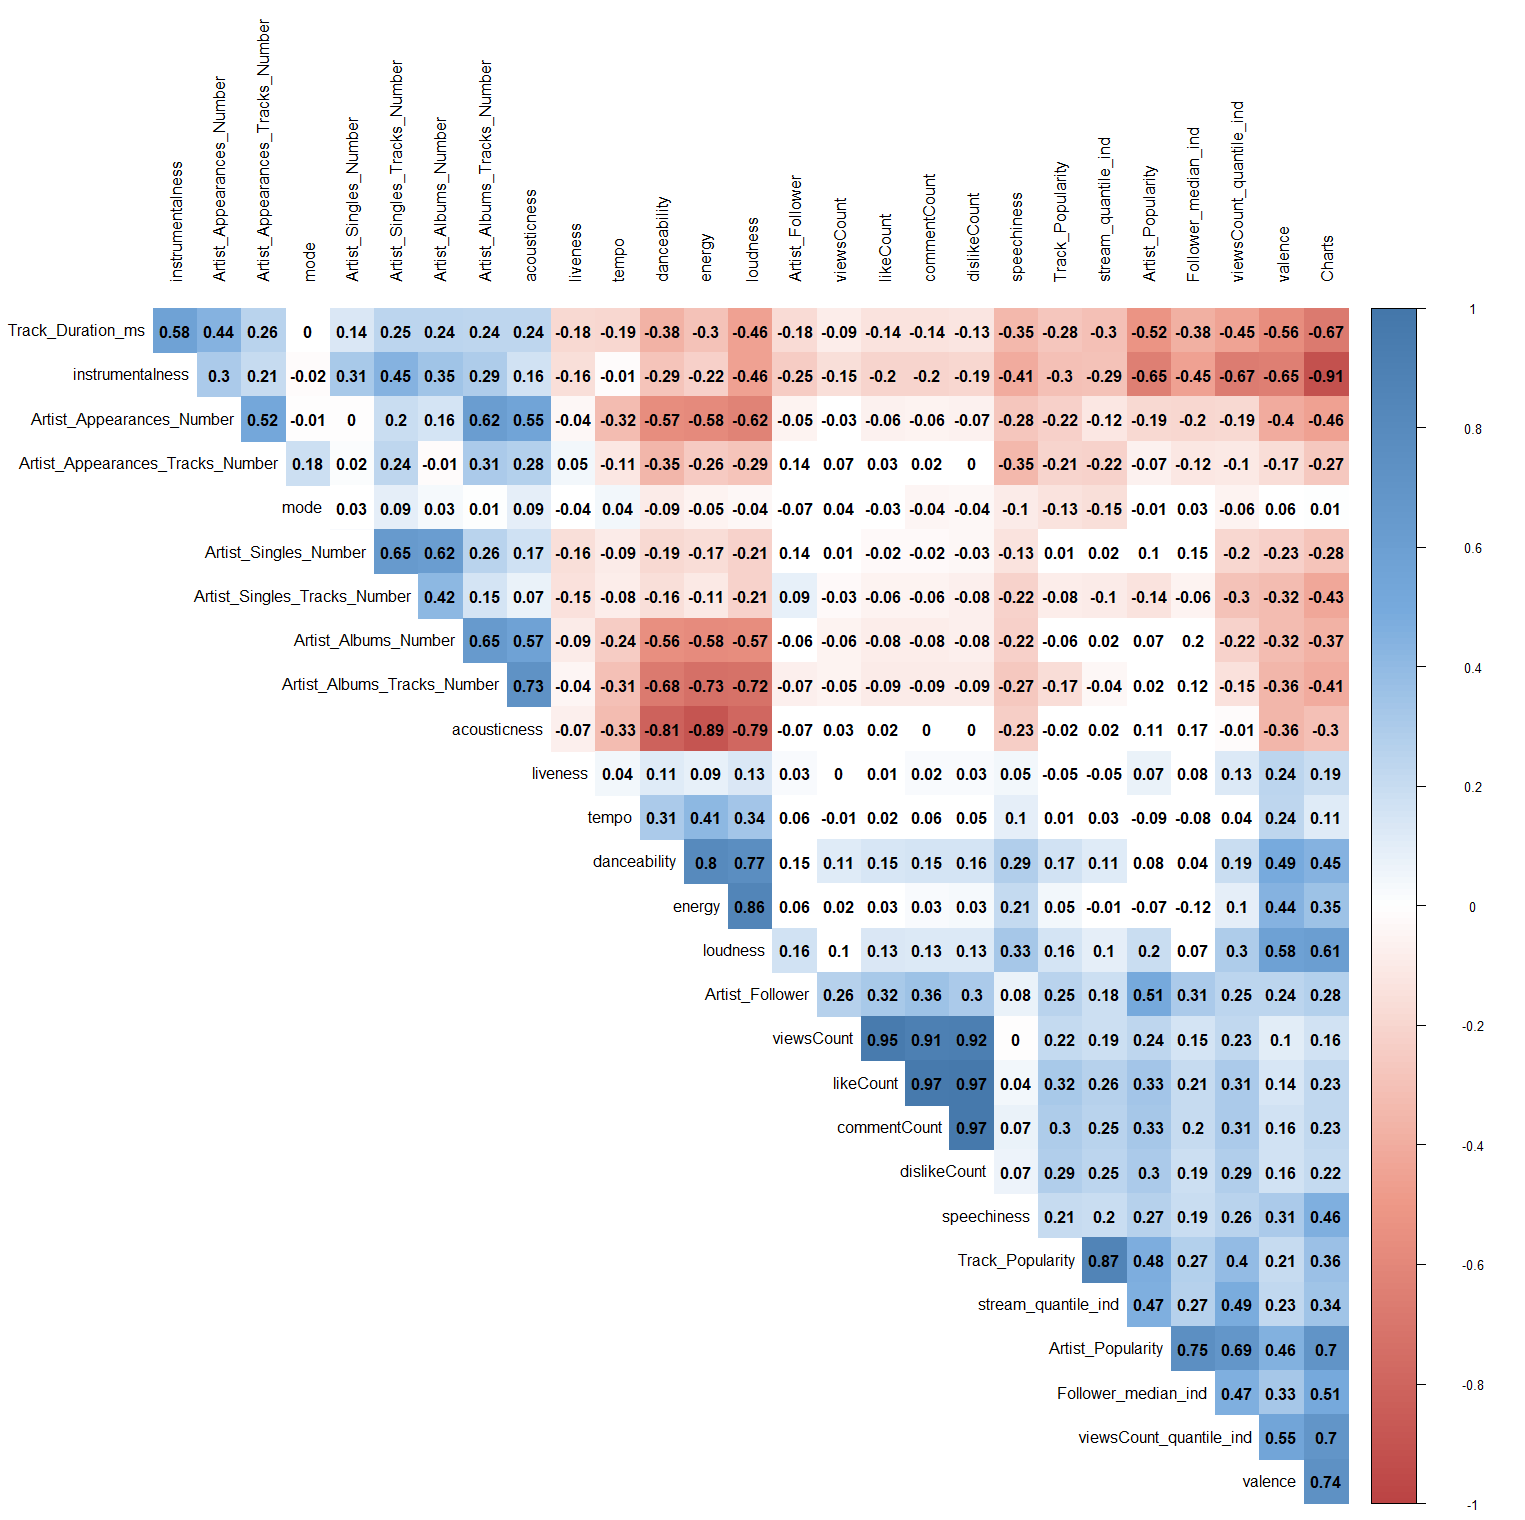 instrumentalness
Artist_Appearances_Number
Artist_Appearances_Tracks_Number
mode
Artist_Singles_Number
Artist_Singles_Tracks_Number
Artist_Albums_Number
Artist_Albums_Tracks_Number
acousticness
liveness
tempo
danceability
energy
loudness
Artist_Follower
viewsCount
likeCount
commentCount
dislikeCount
speechiness
Track_Popularity
stream_quantile_ind
Artist_Popularity
Follower_median_ind
viewsCount_quantile_ind
valence
Charts
Track_Duration_ms 0.58 0.44 0.26 0 0.14 0.25 0.24 0.24 0.24 -0.18 -0.19 -0.38 -0.3 -0.46 -0.18 -0.09 -0.14 -0.14 -0.13 -0.35 -0.28 -0.3 -0.52 -0.38 -0.45 -0.56 -0.67
instrumentalness 0.3 0.21 -0.02 0.31 0.45 0.35 0.29 0.16 -0.16 -0.01 -0.29 -0.22 -0.46 -0.25 -0.15 -0.2 -0.2 -0.19 -0.41 -0.3 -0.29 -0.65 -0.45 -0.67 -0.65 -0.91
Artist_Appearances_Number 0.52 -0.01 0 0.2 0.16 0.62 0.55 -0.04 -0.32 -0.57 -0.58 -0.62 -0.05 -0.03 -0.06 -0.06 -0.07 -0.28 -0.22 -0.12 -0.19 -0.2 -0.19 -0.4 -0.46
Artist_Appearances_Tracks_Number 0.18 0.02 0.24 -0.01 0.31 0.28 0.05 -0.11 -0.35 -0.26 -0.29 0.14 0.07 0.03 0.02 0 -0.35 -0.21 -0.22 -0.07 -0.12 -0.1 -0.17 -0.27
mode 0.03 0.09 0.03 0.01 0.09 -0.04 0.04 -0.09 -0.05 -0.04 -0.07 0.04 -0.03 -0.04 -0.04 -0.1 -0.13 -0.15 -0.01 0.03 -0.06 0.06 0.01
Artist_Singles_Number 0.65 0.62 0.26 0.17 -0.16 -0.09 -0.19 -0.17 -0.21 0.14 0.01 -0.02 -0.02 -0.03 -0.13 0.01 0.02 0.1 0.15 -0.2 -0.23 -0.28
Artist_Singles_Tracks_Number 0.42 0.15 0.07 -0.15 -0.08 -0.16 -0.11 -0.21 0.09 -0.03 -0.06 -0.06 -0.08 -0.22 -0.08 -0.1 -0.14 -0.06 -0.3 -0.32 -0.43
Artist_Albums_Number 0.65 0.57 -0.09 -0.24 -0.56 -0.58 -0.57 -0.06 -0.06 -0.08 -0.08 -0.08 -0.22 -0.06 0.02 0.07 0.2 -0.22 -0.32 -0.37
Artist_Albums_Tracks_Number 0.73 -0.04 -0.31 -0.68 -0.73 -0.72 -0.07 -0.05 -0.09 -0.09 -0.09 -0.27 -0.17 -0.04 0.02 0.12 -0.15 -0.36 -0.41
acousticness -0.07 -0.33 -0.81 -0.89 -0.79 -0.07 0.03 0.02 0 0 -0.23 -0.02 0.02 0.11 0.17 -0.01 -0.36 -0.3
liveness 0.04 0.11 0.09 0.13 0.03 0 0.01 0.02 0.03 0.05 -0.05 -0.05 0.07 0.08 0.13 0.24 0.19
tempo 0.31 0.41 0.34 0.06 -0.01 0.02 0.06 0.05 0.1 0.01 0.03 -0.09 -0.08 0.04 0.24 0.11
danceability 0.8 0.77 0.15 0.11 0.15 0.15 0.16 0.29 0.17 0.11 0.08 0.04 0.19 0.49 0.45
energy 0.86 0.06 0.02 0.03 0.03 0.03 0.21 0.05 -0.01 -0.07 -0.12 0.1 0.44 0.35
loudness 0.16 0.1 0.13 0.13 0.13 0.33 0.16 0.1 0.2 0.07 0.3 0.58 0.61
Artist_Follower 0.26 0.32 0.36 0.3 0.08 0.25 0.18 0.51 0.31 0.25 0.24 0.28
viewsCount 0.95 0.91 0.92 0 0.22 0.19 0.24 0.15 0.23 0.1 0.16
likeCount 0.97 0.97 0.04 0.32 0.26 0.33 0.21 0.31 0.14 0.23
commentCount 0.97 0.07 0.3 0.25 0.33 0.2 0.31 0.16 0.23
dislikeCount 0.07 0.29 0.25 0.3 0.19 0.29 0.16 0.22
speechiness 0.21 0.2 0.27 0.19 0.26 0.31 0.46
Track_Popularity 0.87 0.48 0.27 0.4 0.21 0.36
stream_quantile_ind 0.47 0.27 0.49 0.23 0.34
Artist_Popularity 0.75 0.69 0.46 0.7
Follower_median_ind 0.47 0.33 0.51
viewsCount_quantile_ind 0.55 0.7
valence 0.74
1
0.8
0.6
0.4
0.2
0
-0.2
-0.4
-0.6
-0.8
-1